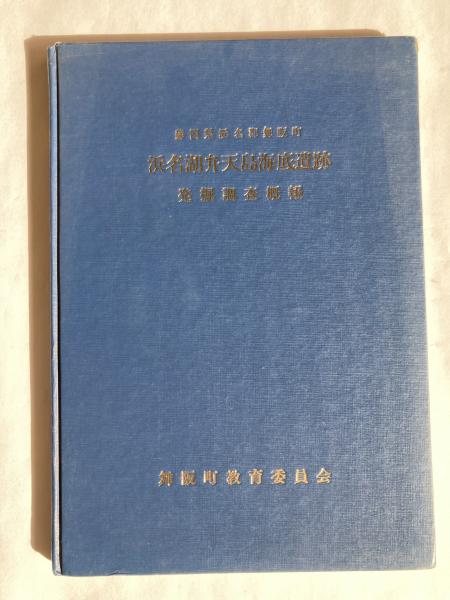 静岡県浜名郡舞阪町
浜名湖弁天島海底遺跡
発掘調査概報
舞阪町教育委員会